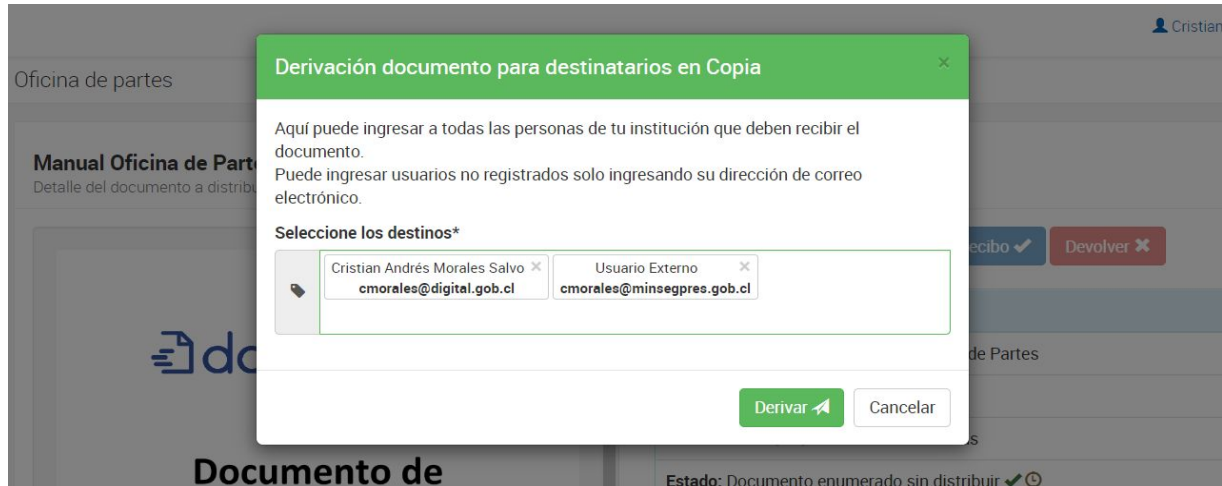 Cristian
Oficina de partes
Derivación documento para destinatarios en Copia
Aquí puede ingresar a todas las personas de tu institución que deben recibir el
documento.
Puede ingresar usuarios no registrados solo ingresando su dirección de correo
electrónico.
Seleccione los destinos*
Cristian Andrés Morales Salvo
cmorales@digital.gob.cl
Usuario Externo
cmorales@minsegpres.gob.cl
Derivar
Cancelar
Manual Oficina de Parte
Detalle del documento a distribu
ecibo
Devolver
de Partes
s
Estado: Documento enumerado sin distribuir
do
Documento de